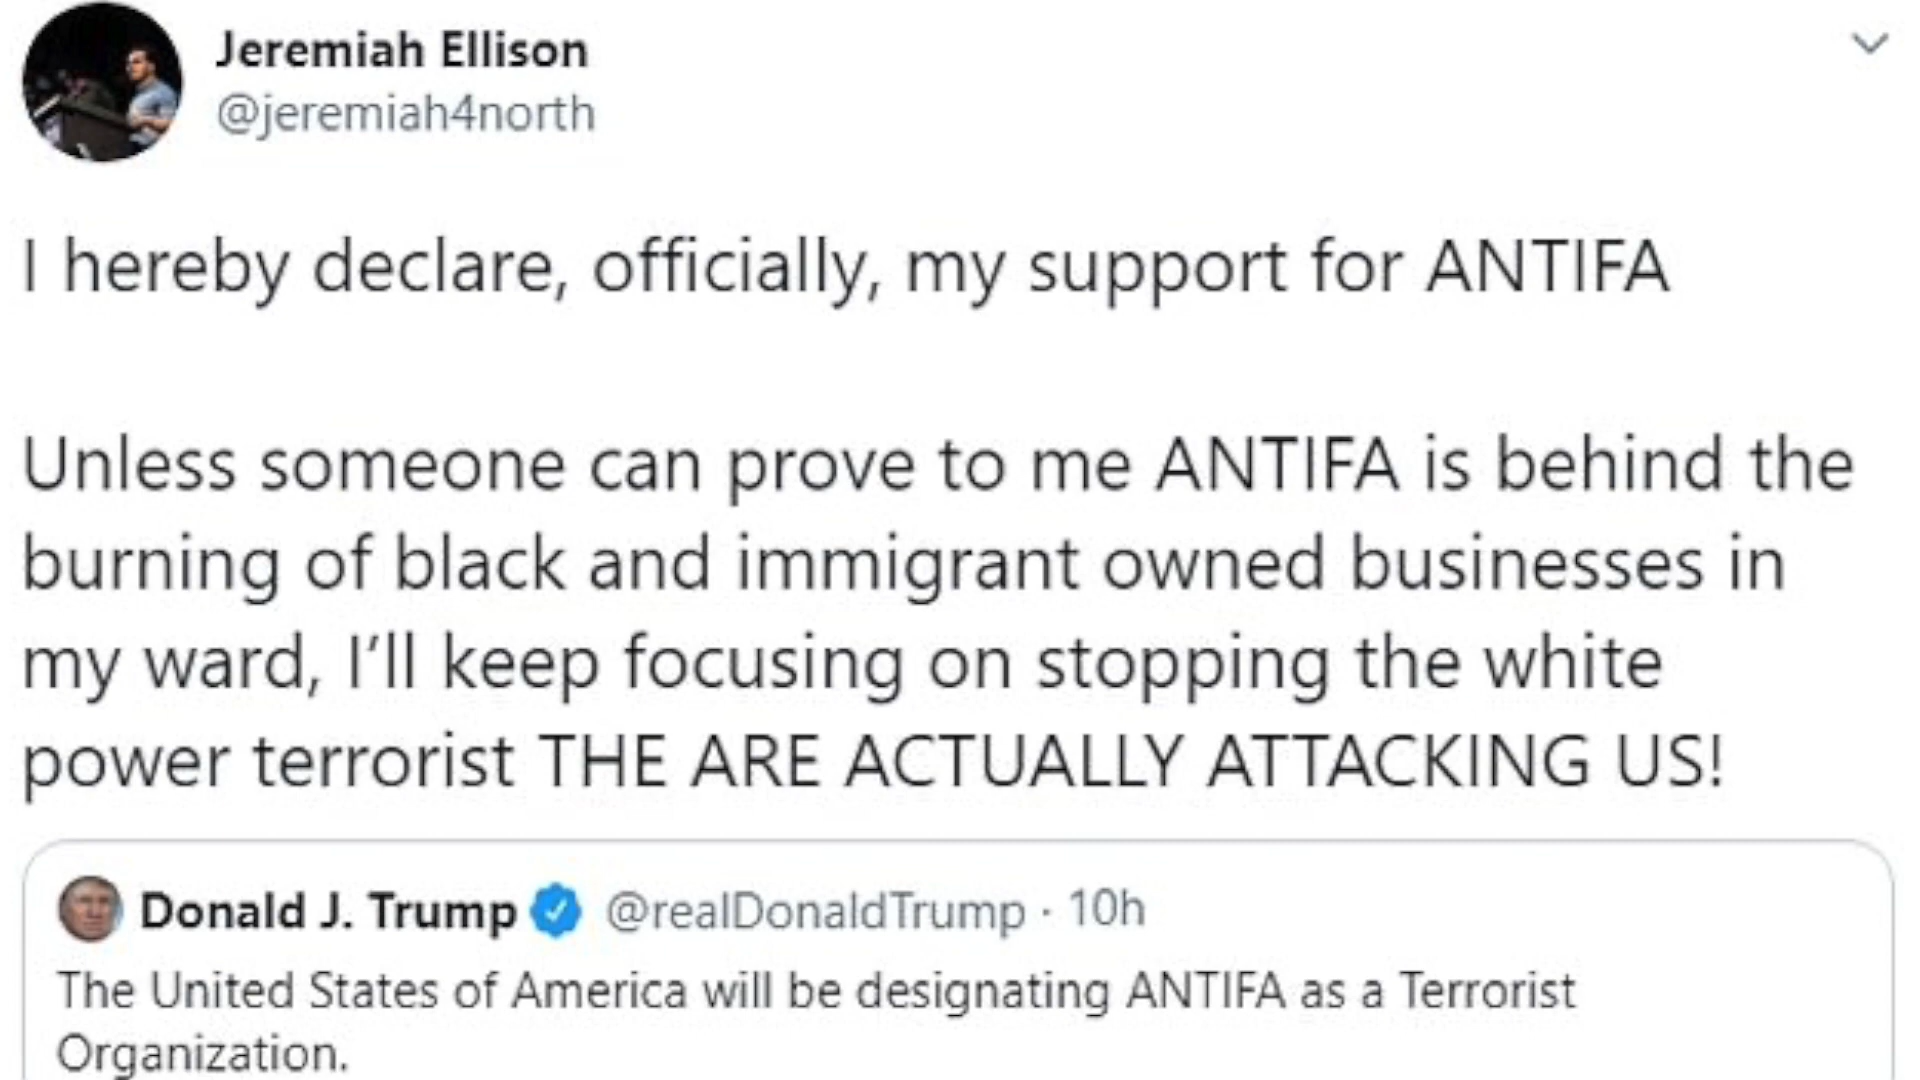 Jeremiah Ellison
@jeremiah4north
I hereby declare, officially, my support for ANTIFA
Unless someone can prove to me ANTIFA is behind the
burning of black and immigrant owned businesses in
my ward, I’ll keep focusing on stopping the white
power terrorist THE ARE ACTUALLY ATTACKING US!
Donald J. Trump @realDonaldTrump · 10h
The United States of America will be designating ANTIFA as a Terrorist
Organization.